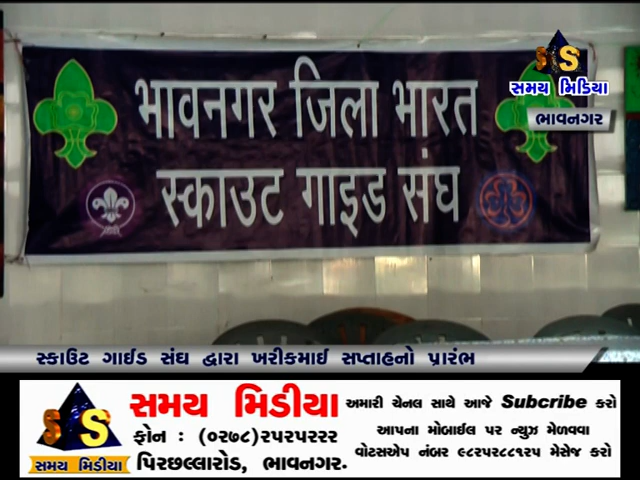 સમય મિડિયા
ભાવનગર
भावनगर जिला भारत
स्काउट गाइड संघ
સ્કાઉટ ગાઈડ સંઘ દ્વારા ખરીકમાઈ સપ્તાહનો પ્રારંભ
સમય મિડીયા
ફોન : (૦૨૭૮)૨૫૨૫૨૨૨
પિરછલ્લારોડ, ભાવનગર.
અમારી ચેનલ સાથે આજે Subcribe કરો
આપના મોબાઈલ પર ન્યુઝ મેળવવા
વોટસએપ નંબર ૯૮૨૫૨૮૮૧૨૫ મેસેજ કરો
સમય મિડીયા